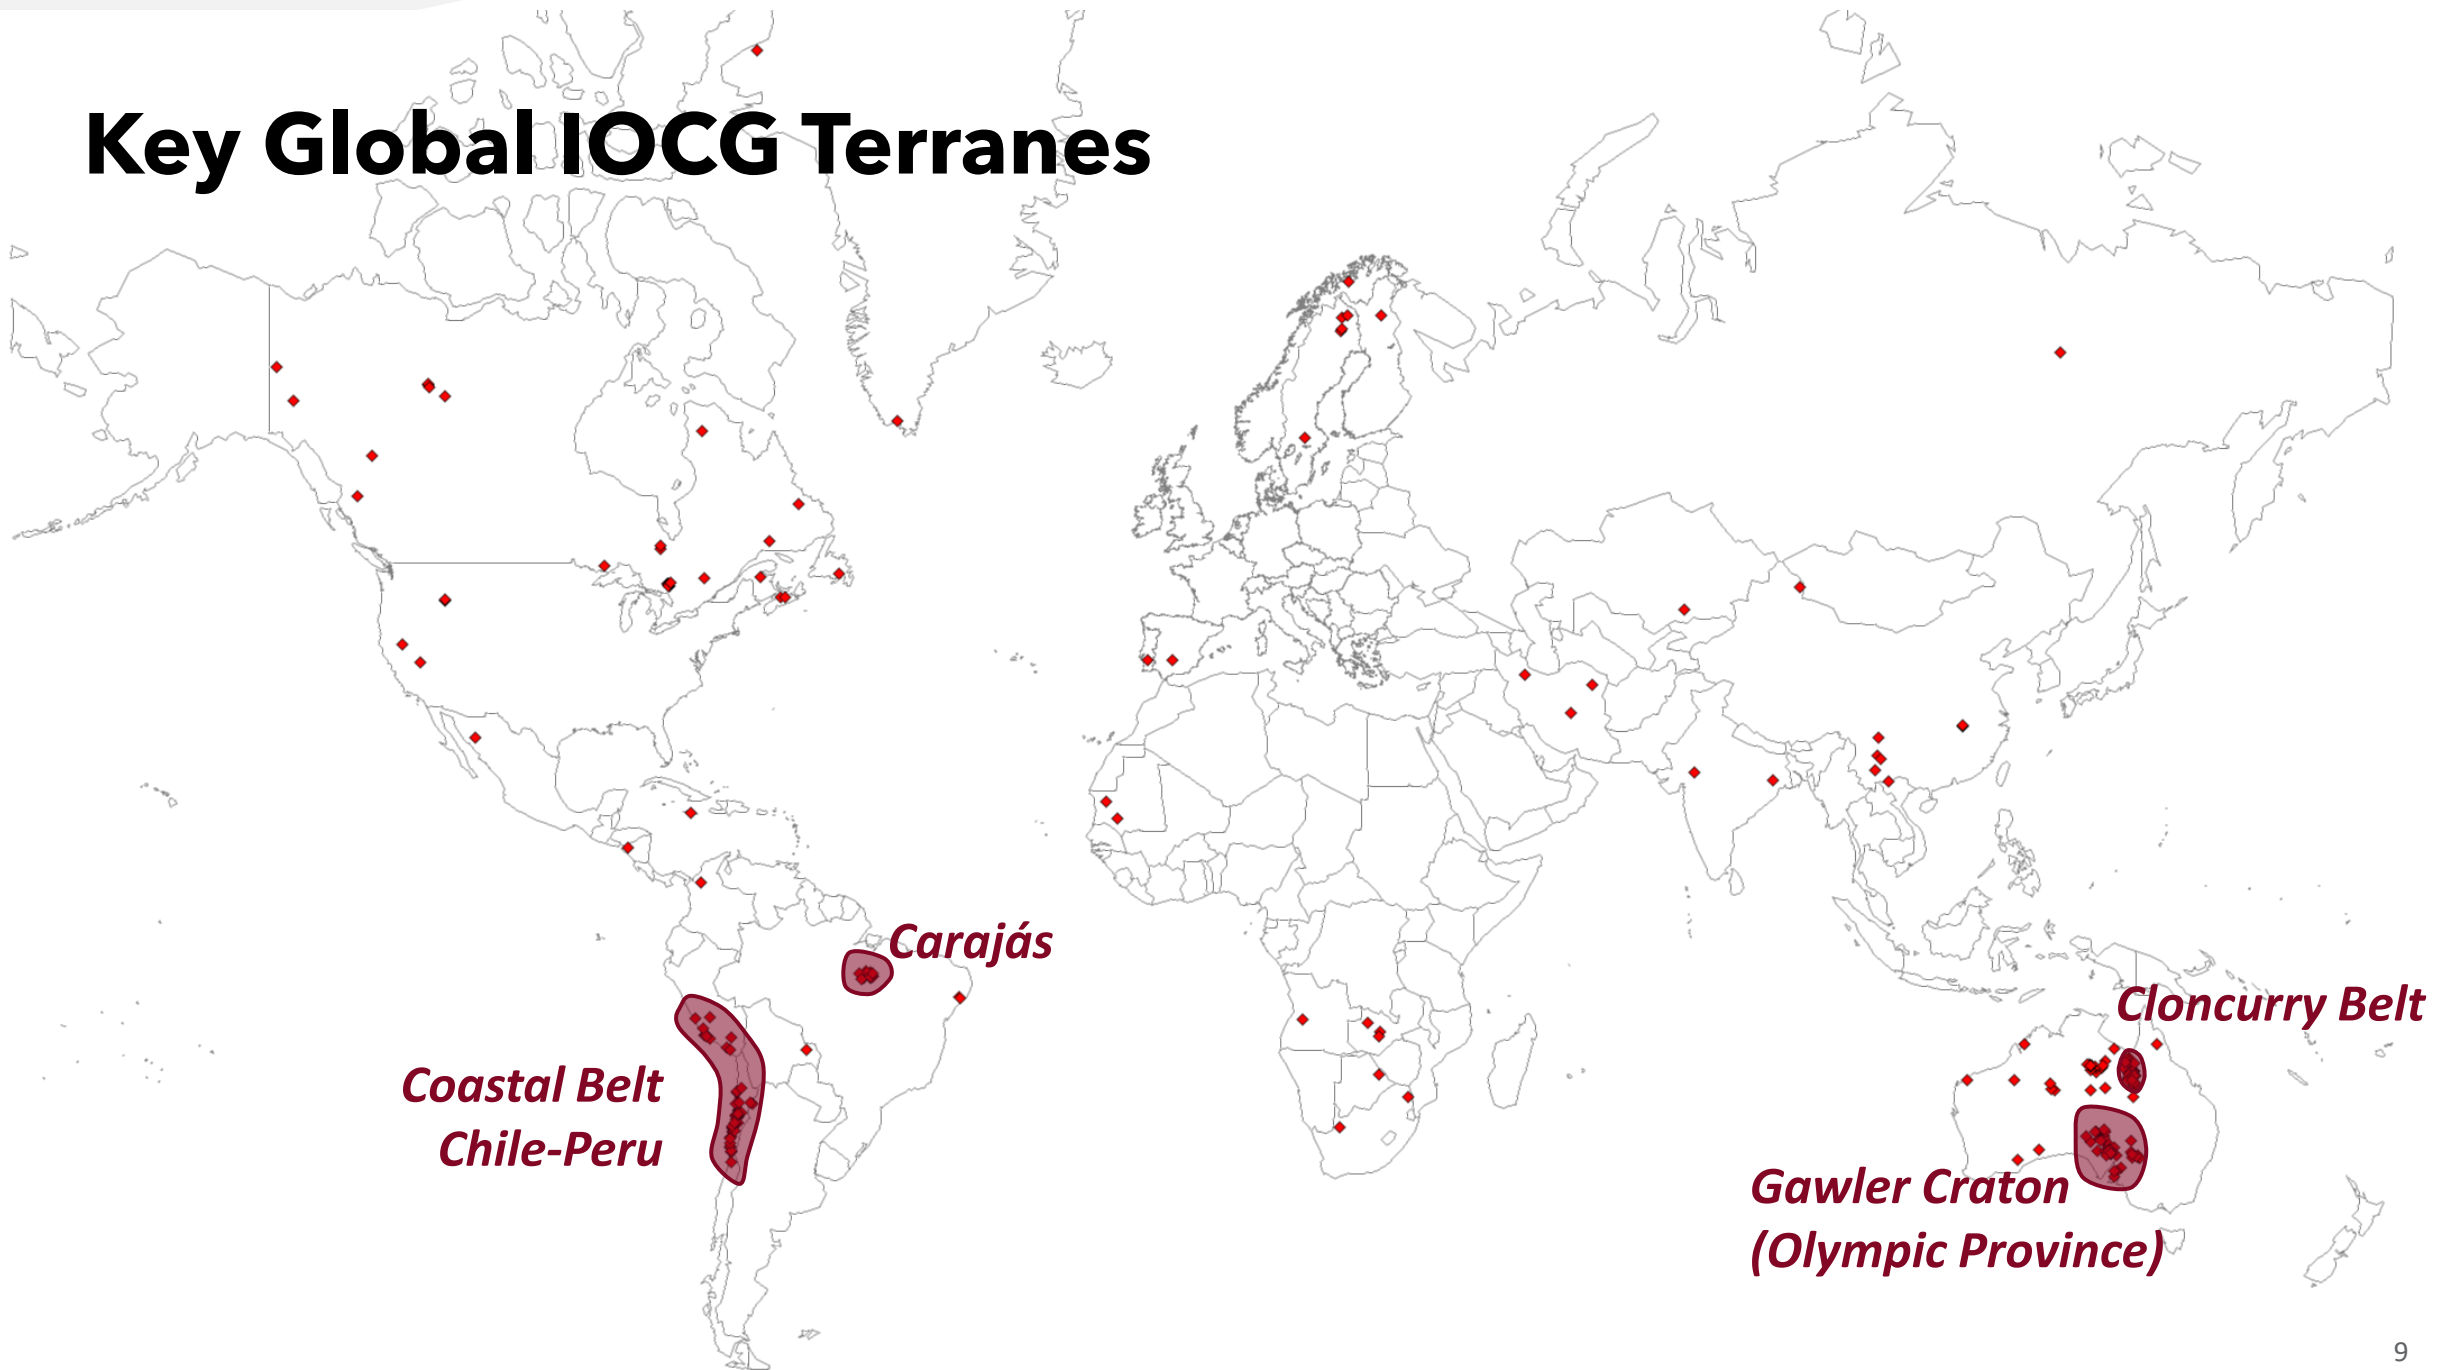 Key Global IOCG Terranes
Carajás
Cloncurry Belt
Coastal Belt
Chile-Peru
Gawler Craton
(Olympic Province)
9